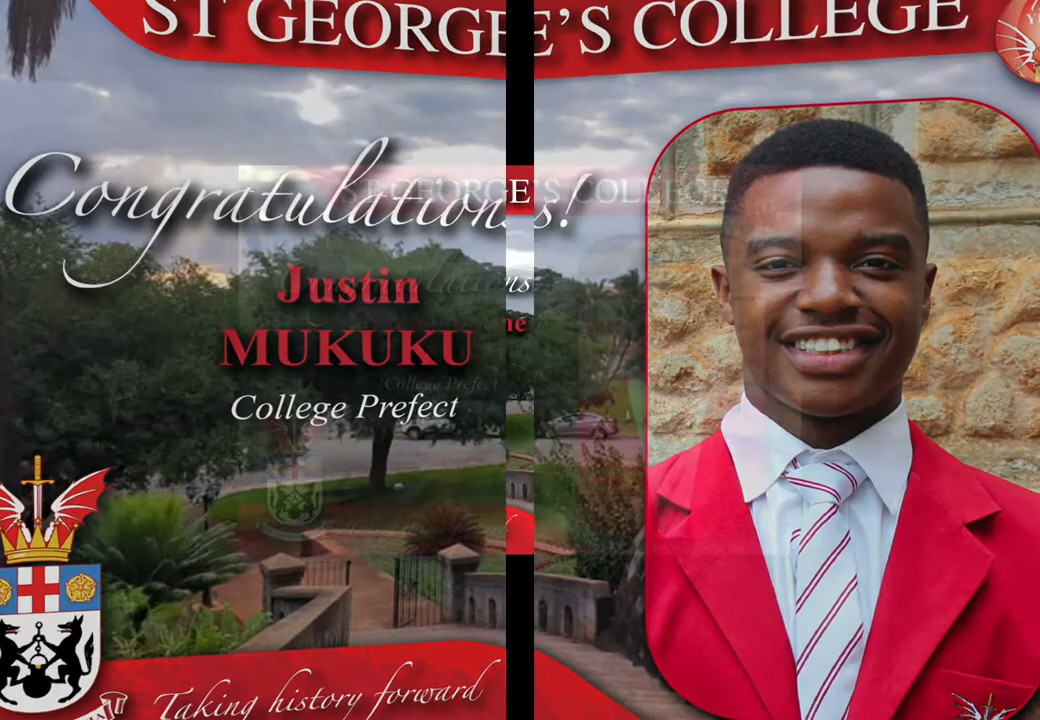 ST GEORGE'S COLLEGE
Congratulations!
Justin
MUKUKU
College Prefect
Taking history forward